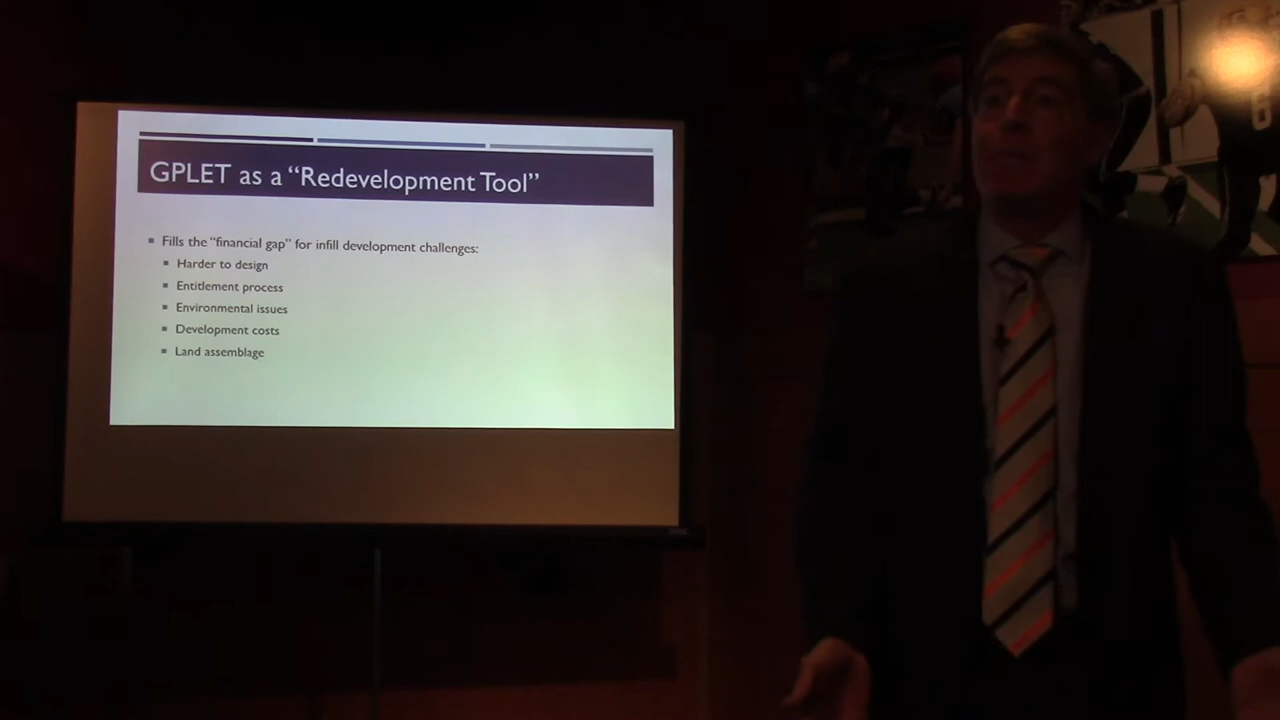 GPLET as a “Redevelopment Tool”
Fills the “financial gap” for infill development challenges:
Harder to design
Entitlement process
Environmental issues
Development costs
Land assemblage
6